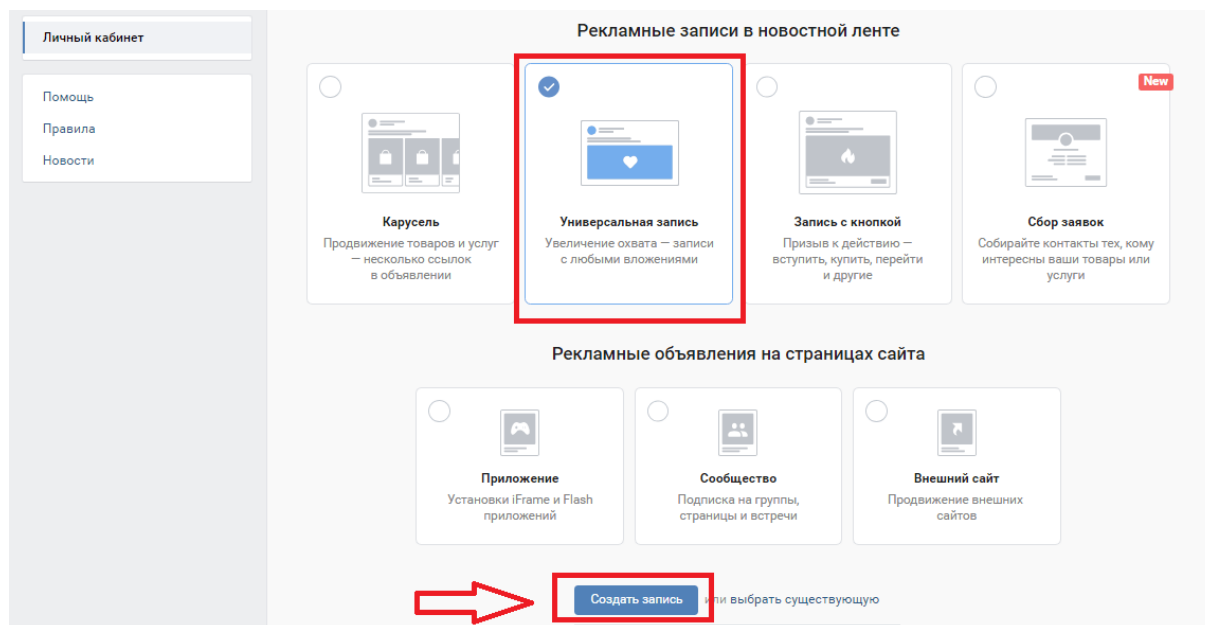 Личный кабинет
Помощь
Правила
Новости
Рекламные записи в новостной ленте
Карусель
Продвижение товаров и услуг
— несколько ссылок
в объявлении
Универсальная запись
Увеличение охвата — записи
с любыми вложениями
Запись с кнопкой
Призыв к действию —
вступить, купить, перейти
и другие
New
Сбор заявок
Собирайте контакты тех, кому
интересны ваши товары или
услуги
Рекламные объявления на страницах сайта
Приложение
Установки iFrame и Flash
приложений
Сообщество
Подписка на группы,
страницы и встречи
Внешний сайт
Продвижение внешних
сайтов
Создать запись или выбрать существующую